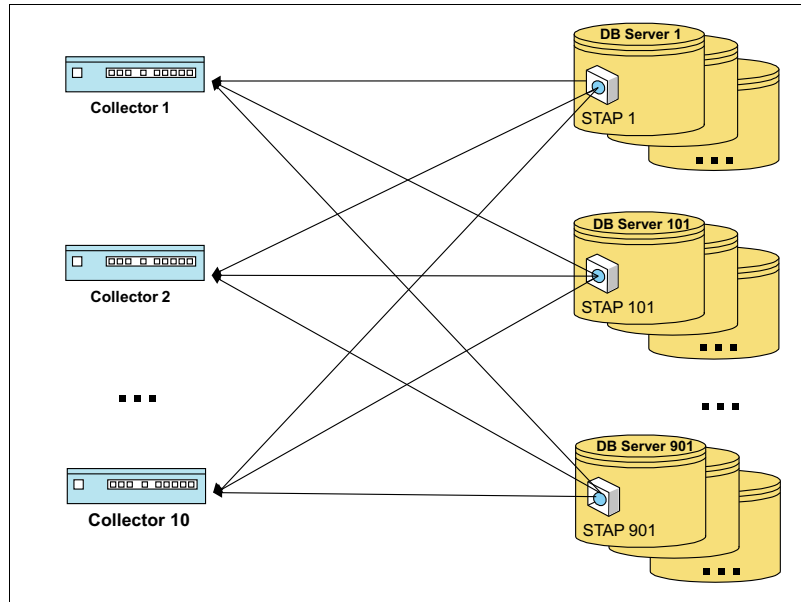 DB Server 1
Collector 1
STAP 1
DB Server 101
Collector 2
STAP 101
DB Server 901
Collector 10
STAP 901